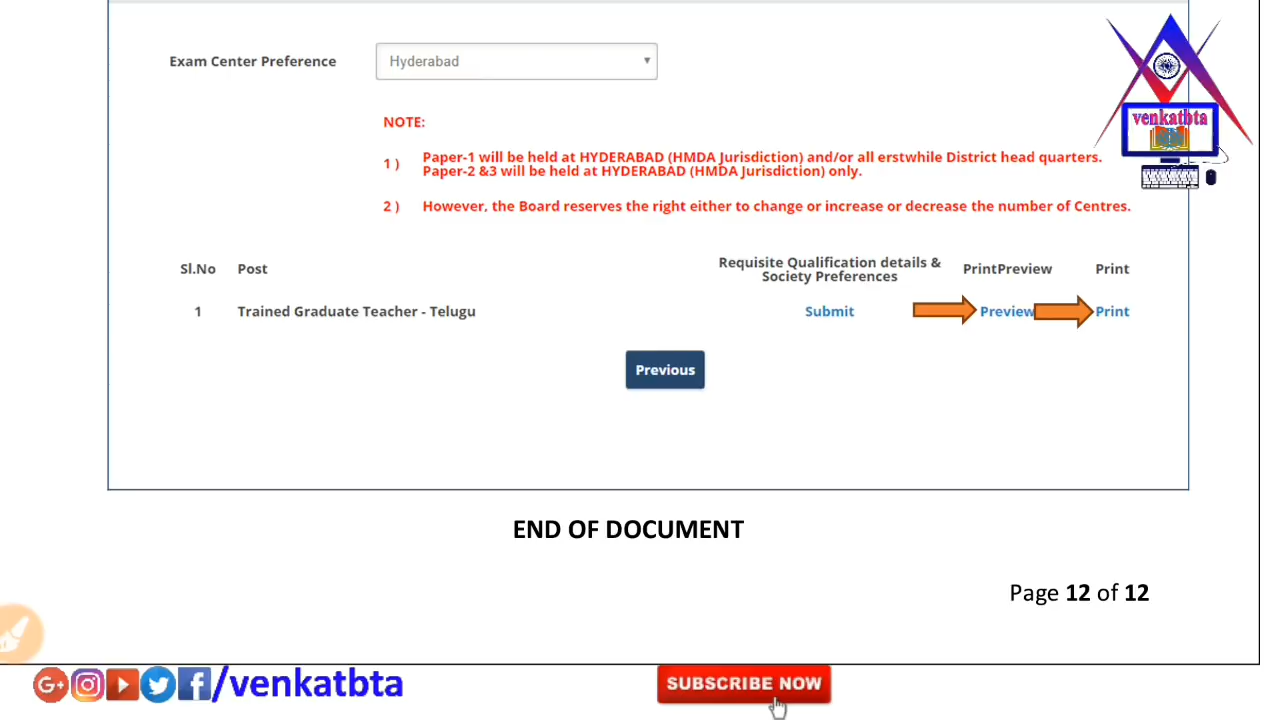 Exam Center Preference
Hyderabad
venkatbta
NOTE:
1 ) Paper-1 will be held at HYDERABAD (HMDA Jurisdiction) and/or all erstwhile District head quarters.
Paper-2 &3 will be held at HYDERABAD (HMDA Jurisdiction) only.
2 ) However, the Board reserves the right either to change or increase or decrease the number of Centres.
Sl.No Post Requisite Qualification details & PrintPreview Print
Society Preferences
1 Trained Graduate Teacher - Telugu Submit Preview Print
Previous
END OF DOCUMENT
Page 12 of 12
/venkatbta
SUBSCRIBE NOW